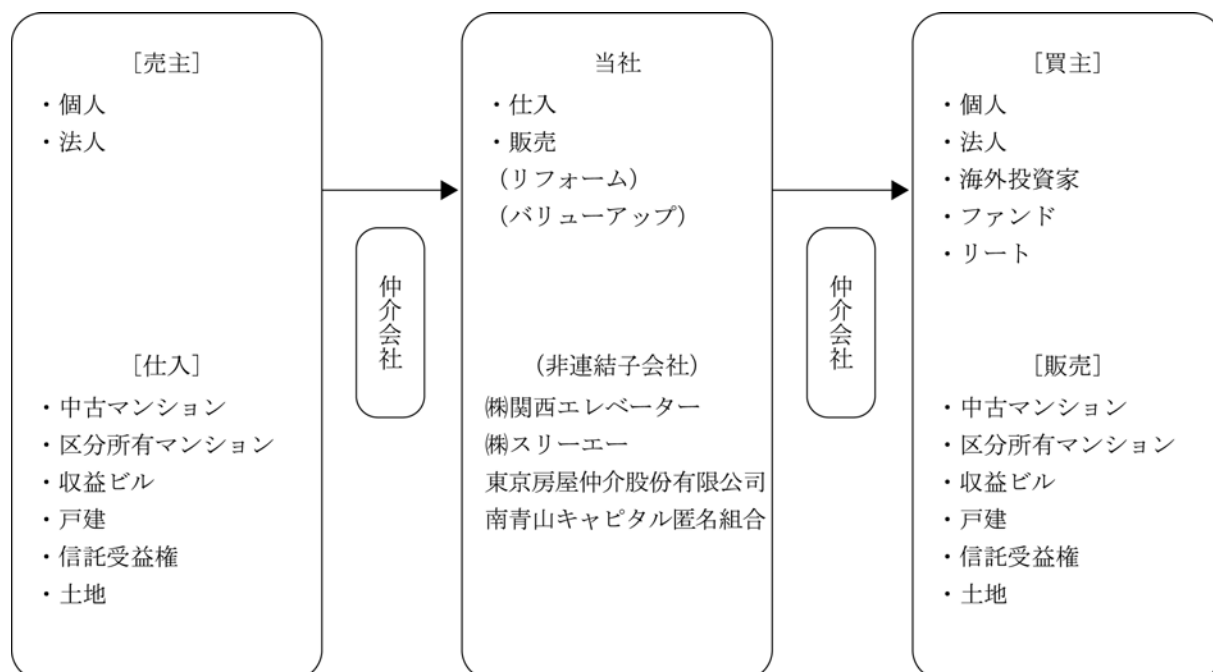 [売主]
・個人
・法人
[仕入]
・中古マンション
・区分所有マンション
・収益ビル
・戸建
・信託受益権
・土地
仲介会社
当社
・仕入
・販売
（リフォーム）
（バリューアップ）
(非連結子会社)
㈱関西エレベーター
㈱スリーエー
東京房屋仲介股份有限公司
南青山キャピタル匿名組合
仲介会社
[買主]
・個人
・法人
・海外投資家
・ファンド
・リート
[販売]
・中古マンション
・区分所有マンション
・収益ビル
・戸建
・信託受益権
・土地